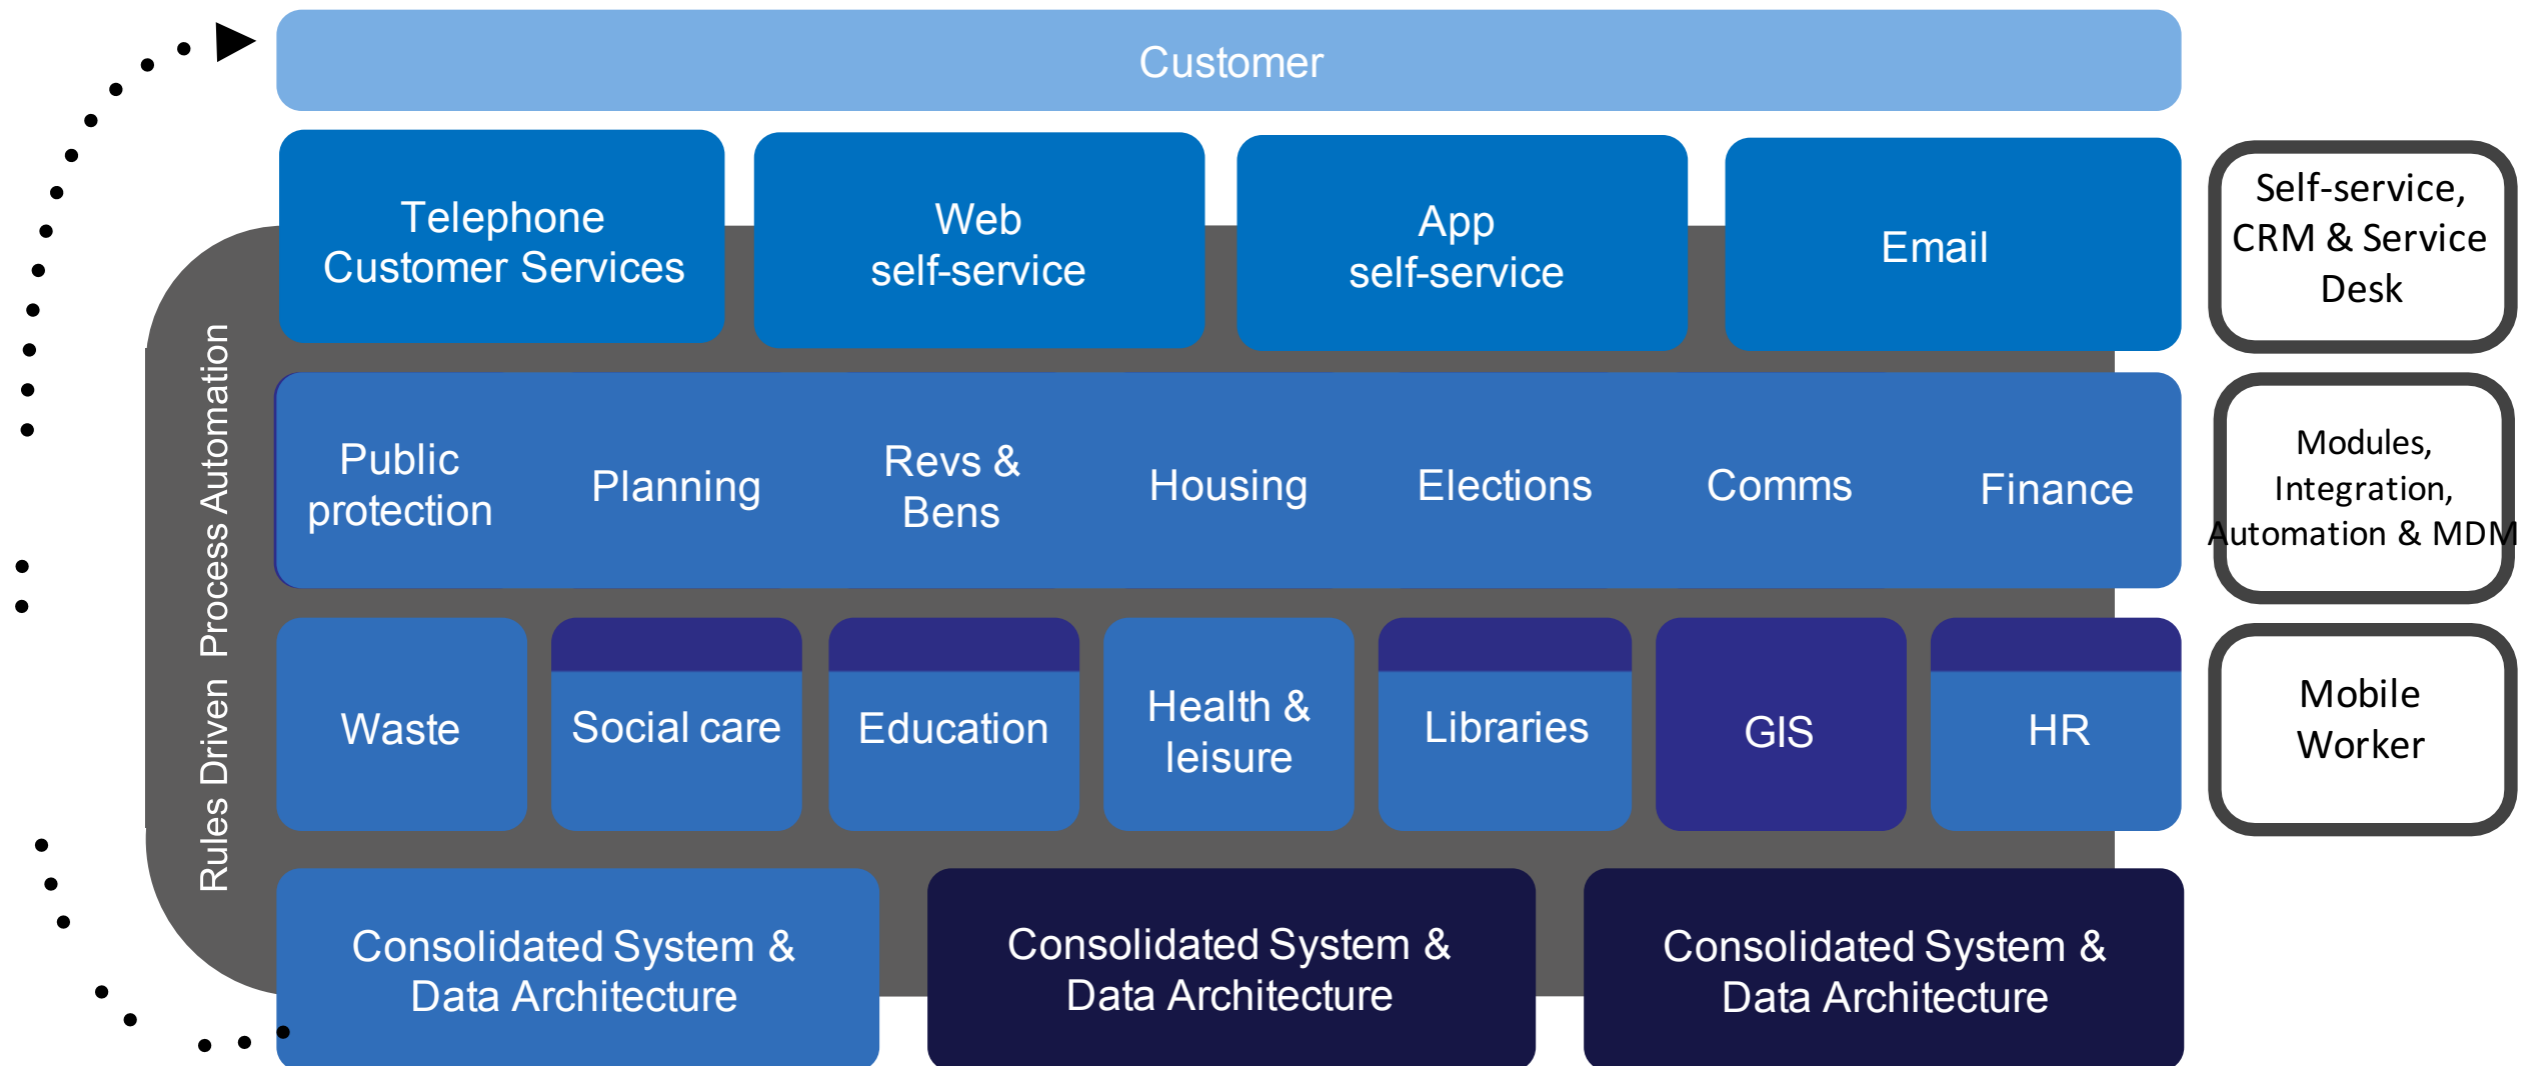 Customer
Telephone
Customer Services
Web
self-service
App
self-service
Email
Self-service,
CRM & Service
Desk
Rules Driven Process Automation
Public
protection
Planning
Revs &
Bens
Housing
Elections
Comms
Finance
Modules,
Integration,
Automation & MDM
Waste
Social care
Education
Health &
leisure
Libraries
GIS
HR
Mobile
Worker
Consolidated System &
Data Architecture
Consolidated System &
Data Architecture
Consolidated System &
Data Architecture